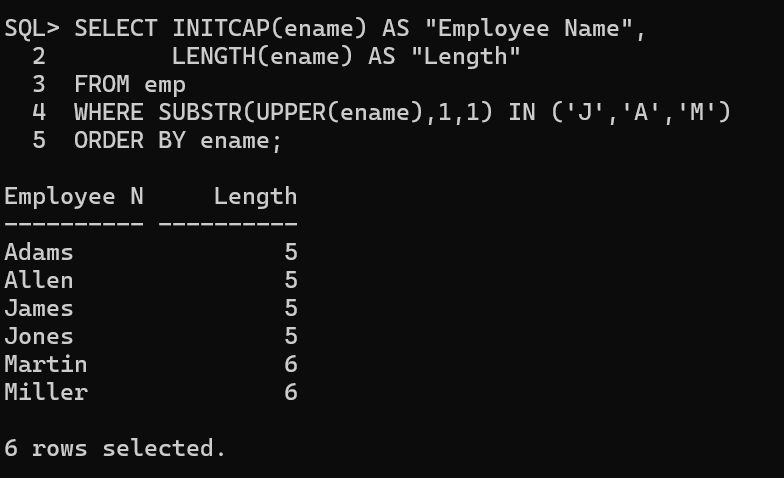 SQL> SELECT INITCAP(ename) AS "Employee Name",
  2         LENGTH(ename) AS "Length"
  3  FROM emp
  4  WHERE SUBSTR(UPPER(ename),1,1) IN ('J','A','M')
  5  ORDER BY ename;

Employee N     Length
---------- ----------
Adams               5
Allen               5
James               5
Jones               5
Martin              6
Miller              6

6 rows selected.